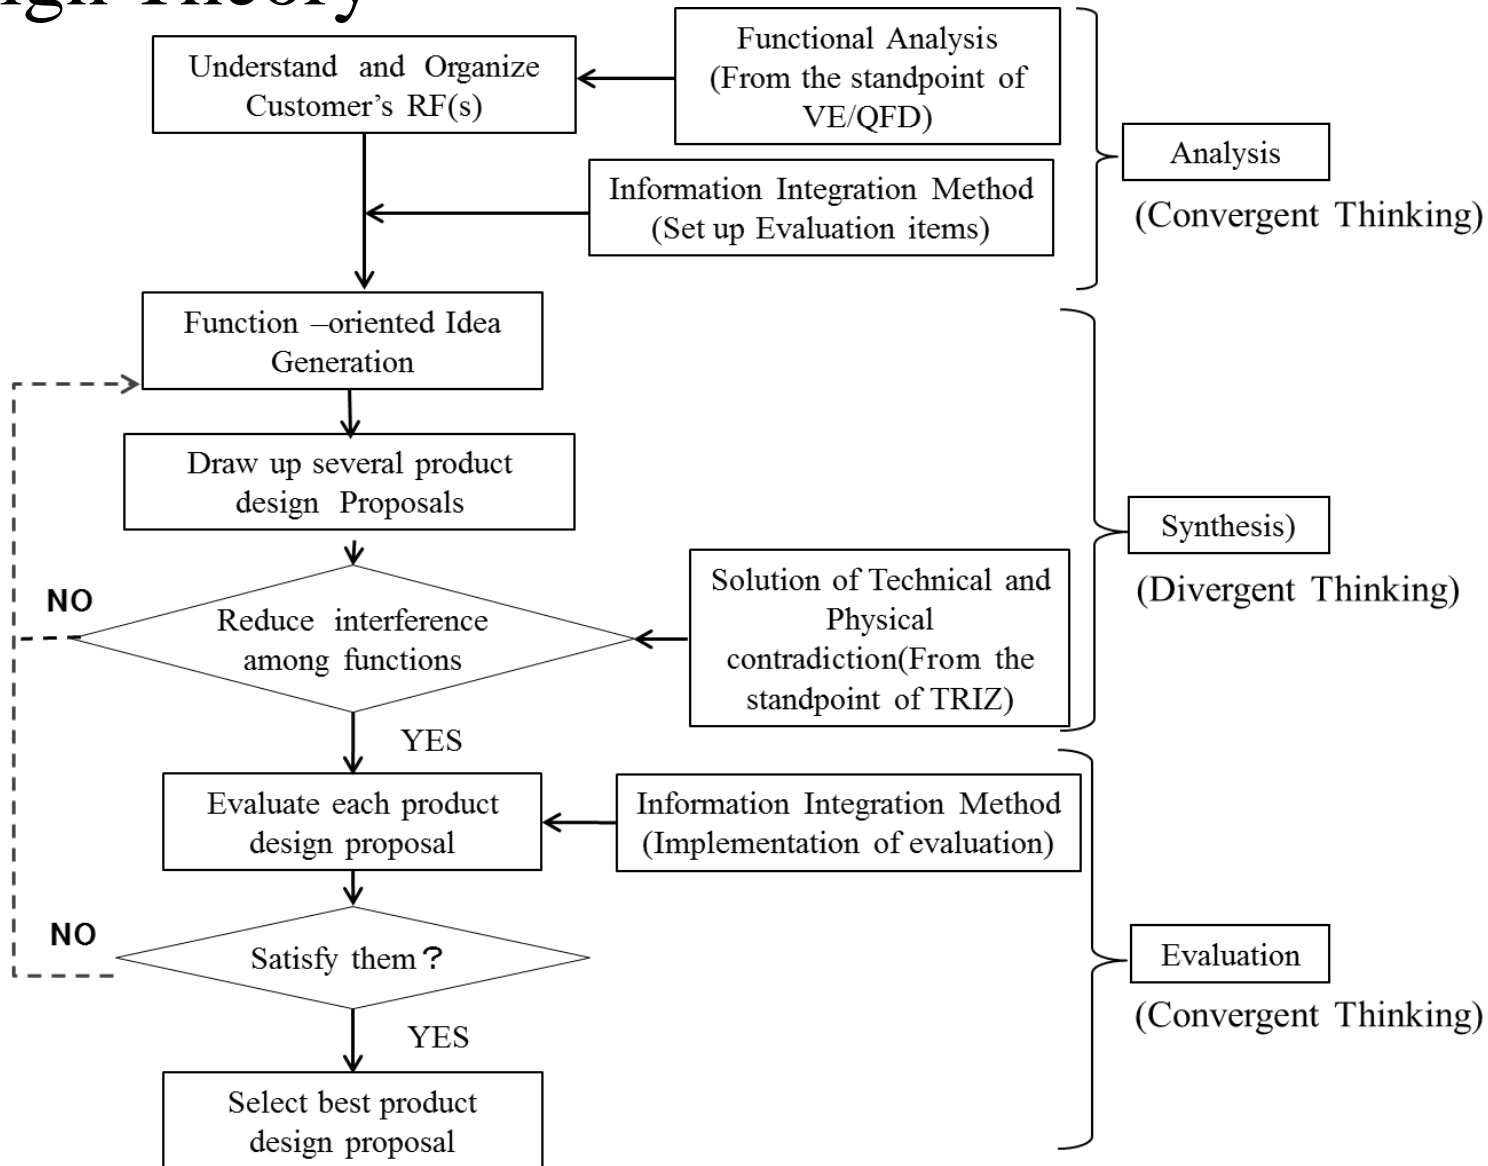 ign Theory
Understand and Organize
Customer’s RF(s)
Functional Analysis
(From the standpoint of
VE/QFD)
Analysis
(Convergent Thinking)
Information Integration Method
(Set up Evaluation items)
Function –oriented Idea
Generation
Draw up several product
design Proposals
Synthesis)
(Divergent Thinking)
NO
Reduce interference
among functions
Solution of Technical and
Physical
contradiction(From the
standpoint of TRIZ)
YES
Evaluate each product
design proposal
Information Integration Method
(Implementation of evaluation)
NO
Satisfy them？
Evaluation
(Convergent Thinking)
YES
Select best product
design proposal